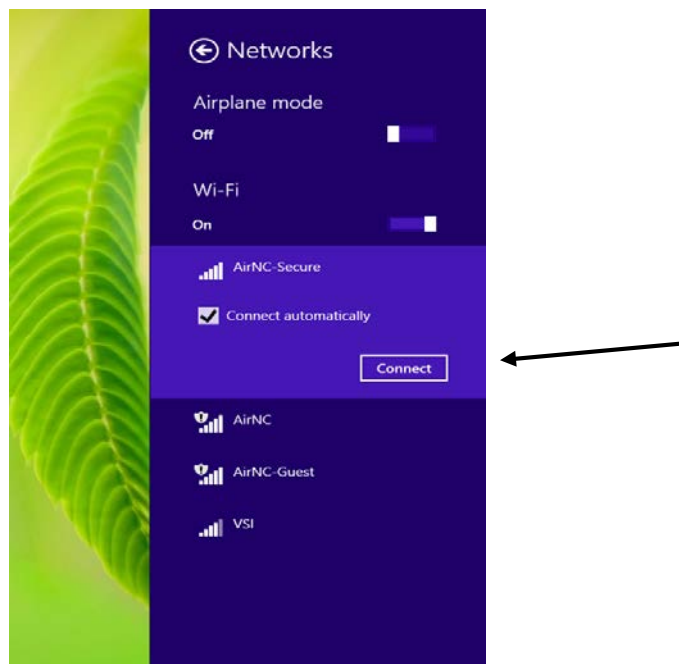 Networks
Airplane mode
Off
Wi-Fi
On
AirNC-Secure
Connect automatically
Connect
AirNC
AirNC-Guest
VSI